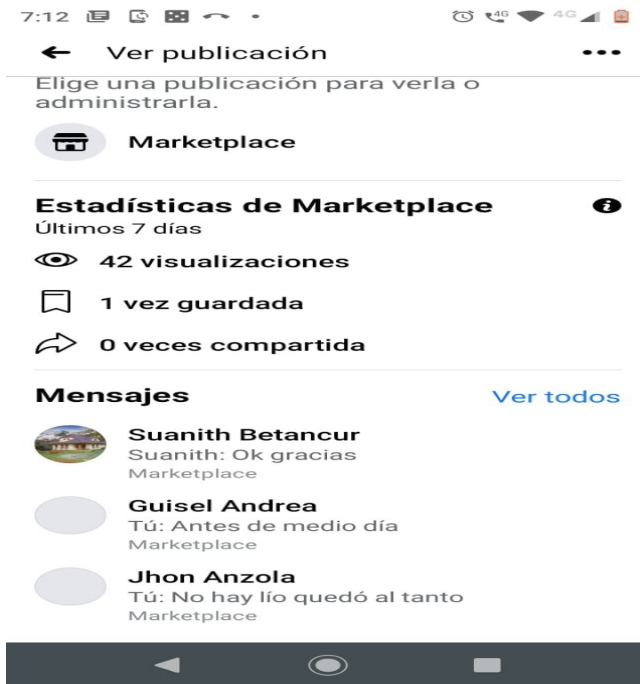 7:12
4G 4G
Ver publicación
Elige una publicación para verla o
administrarla.
Marketplace
Estadísticas de Marketplace
Últimos 7 días
42 visualizaciones
1 vez guardada
0 veces compartida
Mensajes
Ver todos
Suanith Betancur
Suanith: Ok gracias
Marketplace
Guisel Andrea
Tú: Antes de medio día
Marketplace
Jhon Anzola
Tú: No hay lío quedó al tanto
Marketplace